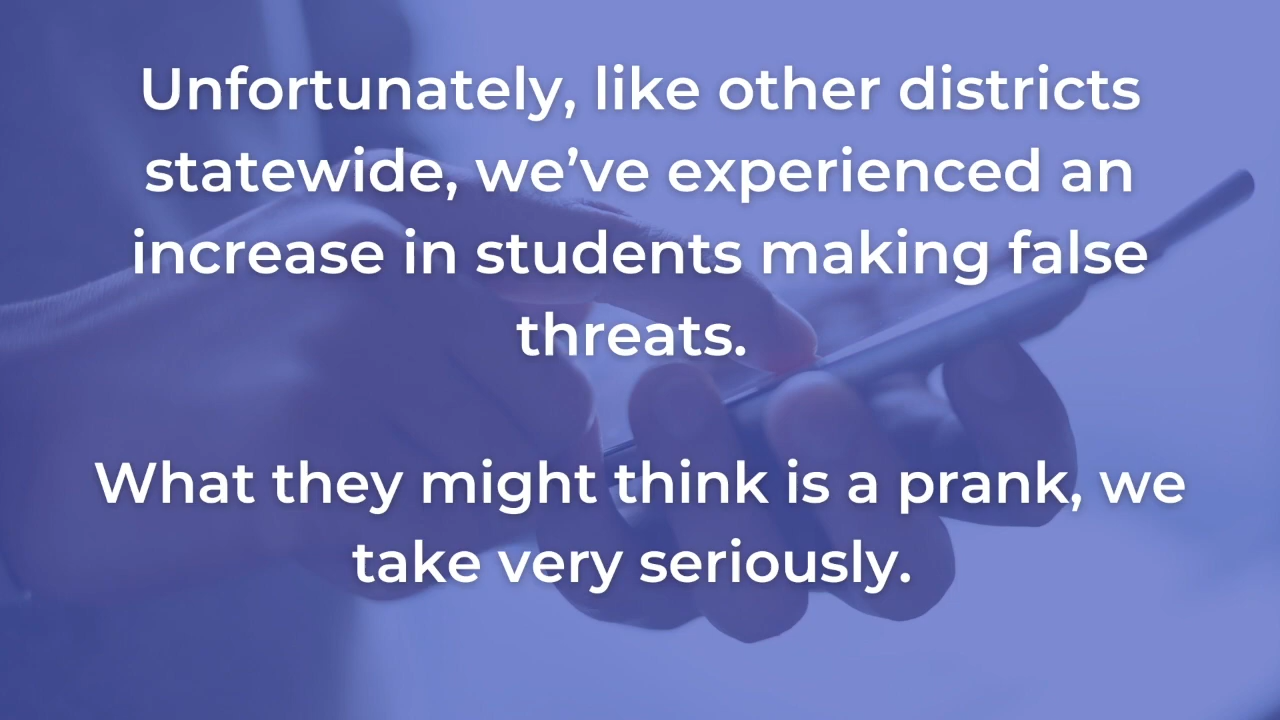 Unfortunately, like other districts
statewide, we’ve experienced an
increase in students making false
threats.
What they might think is a prank, we
take very seriously.